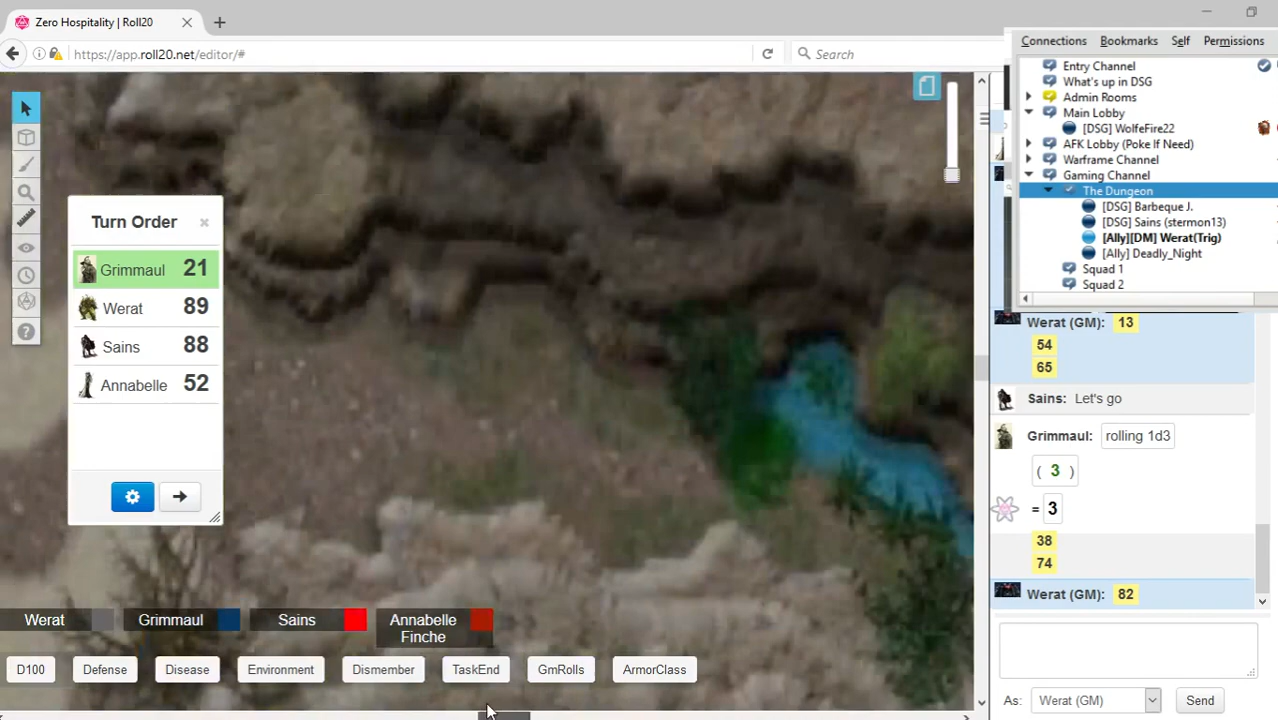 Zero Hospitality | Roll20
https://app.roll20.net/editor/#
Search
Connections Bookmarks Self Permissions
Entry Channel
What's up in DSG
Admin Rooms
Main Lobby
[DSG] WolfeFire22
AFK Lobby (Poke If Need)
Warframe Channel
Gaming Channel
The Dungeon
[DSG] Barbeque J.
[DSG] Sains (stermon13)
[Ally][DM] Werat(Trig)
[Ally] Deadly_Night
Squad 1
Squad 2
Turn Order
Grimmaul 21
Werat 89
Sains 88
Annabelle 52
Werat (GM): 13
54
65
Sains: Let's go
Grimmaul: rolling 1d3
( 3 )
= 3
38
74
Werat (GM): 82
Werat Grimmaul Sains Annabelle
Finche
D100 Defense Disease Environment Dismember TaskEnd GmRolls ArmorClass
As: Werat (GM) Send